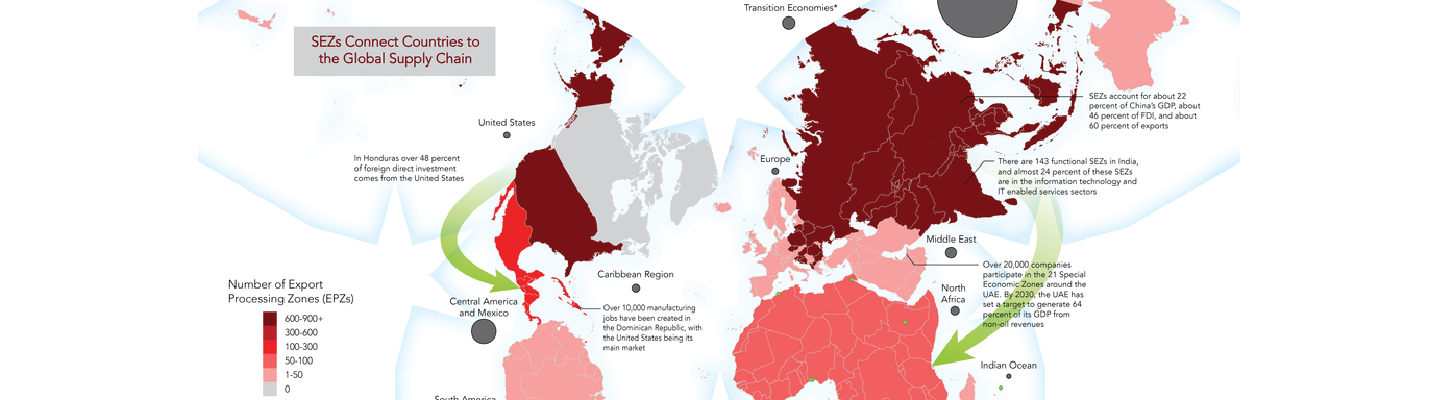 Transition Economies*
SEZs Connect Countries to
the Global Supply Chain
SEZs account for about 22
percent of China's GDP, about
46 percent of FDI, and about
60 percent of exports
United States
In Honduras over 48 percent
of foreign direct investment
comes from the United States
Europe
There are 143 functional SEZs in India,
and almost 24 percent of these SEZs
are in the information technology and
IT enabled services sectors
Middle East
Over 20,000 companies
participate in the 21 Special
Economic Zones around the
UAE. By 2030, the UAE has
set a target to generate 64
percent of its GDP from
non-oil revenues
Caribbean Region
North
Africa
Number of Export
Processing Zones (EPZs)
600-900+
300-600
100-300
50-100
1-50
0
Central America
and Mexico
Over 10,000 manufacturing
jobs have been created in
the Dominican Republic, with
the United States being its
main market
Indian Ocean
South America